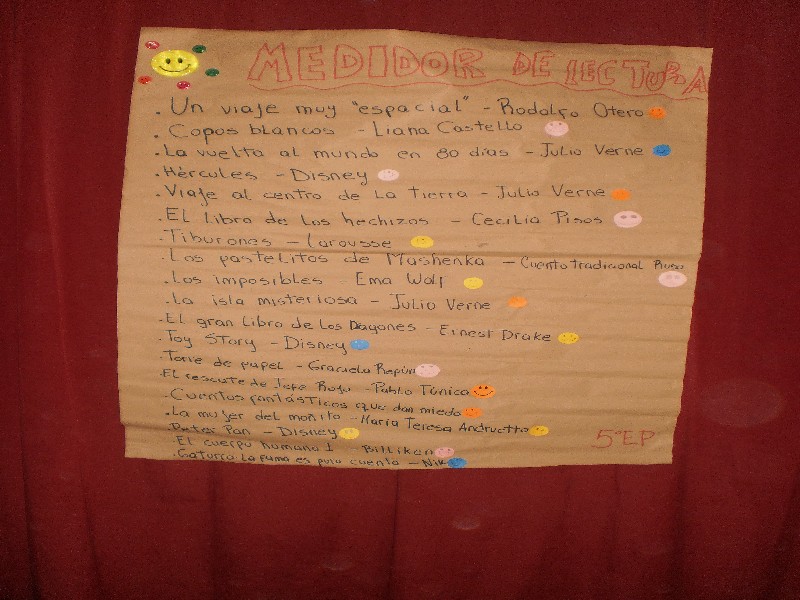 MEDIDOR DE LECTURA
. Un viaje muy "espacial" - Rodolfo Otero
. Copos blancos - Liana Castello
. La vuelta al mundo en 80 días - Julio Verne
. Hércules - Disney
. Viaje al centro de La Tierra - Julio Verne
. El Libro de Los hechizos - Cecilia Pisos
. Tiburones - Larousse
. Los pastelitos de Mashenka - Cuento tradicional Ruso
. Los imposibles - Ema Wolf
. La isla misteriosa - Julio Verne
. El gran Libro de Los Dragones - Ernest Drake
. Toy Story - Disney
. Torre de papel - Graciela Repún
. El rescate de Jefe Rojo - Pablo Túnica
. Cuentos fantásticos que dan miedo
. La mujer del moñito - María Teresa Andruetto
. Peter Pan - Disney
. El cuerpo humano 1 - Billiken
. Gaturro La fama es puro cuento - Nik
5° EP